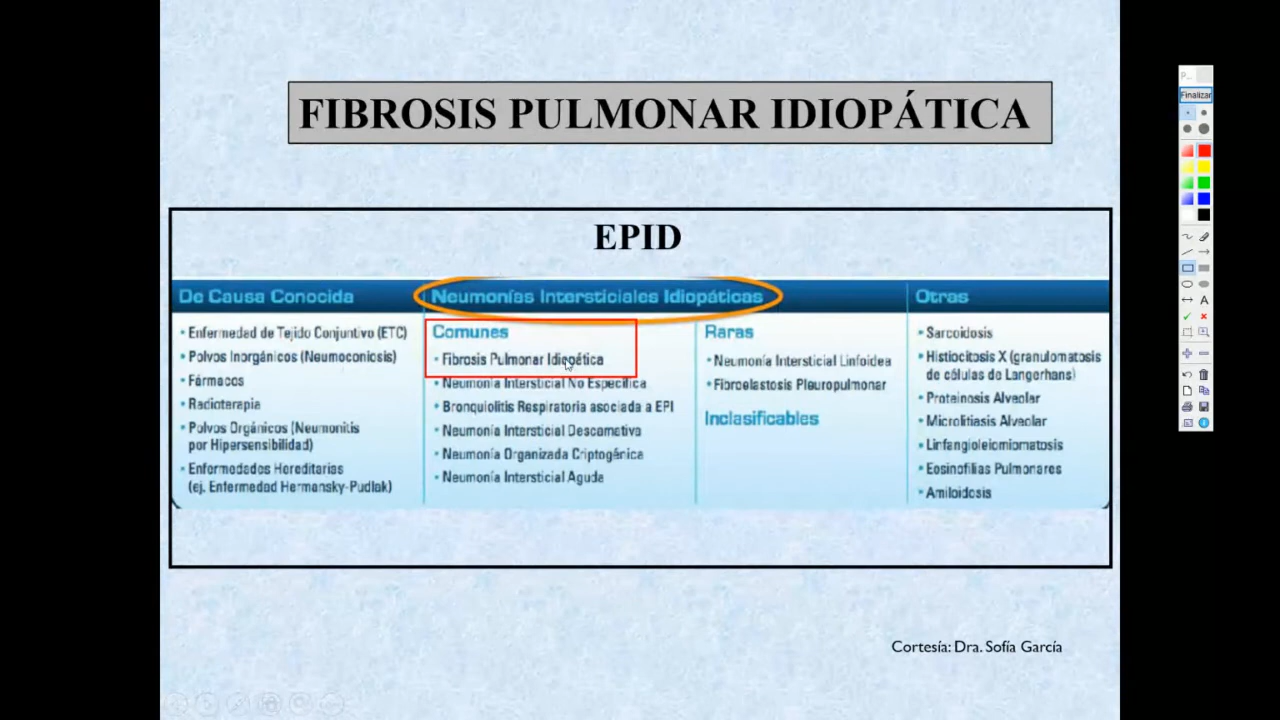 FIBROSIS PULMONAR IDIOPÁTICA
EPID
De Causa Conocida
• Enfermedad de Tejido Conjuntivo (ETC)
• Polvos Inorgánicos (Neumoconiosis)
• Fármacos
• Radioterapia
• Polvos Orgánicos (Neumonitis
por Hipersensibilidad)
• Enfermedades Hereditarias
(ej. Enfermedad Hermansky-Pudlak)
Neumonías Intersticiales Idiopáticas
Comunes
• Fibrosis Pulmonar Idiopática
• Neumonía Intersticial No Específica
• Bronquiolitis Respiratoria asociada a EPI
• Neumonía Intersticial Descamativa
• Neumonía Organizada Criptogénica
• Neumonía Intersticial Aguda
Raras
• Neumonía Intersticial Linfoidea
• Fibroelastosis Pleuropulmonar
Inclasificables
Otras
• Sarcoidosis
• Histiocitosis X (granulomatosis
de células de Langerhans)
• Proteinosis Alveolar
• Microlitiasis Alveolar
• Linfangioleiomiomatosis
• Eosinofilias Pulmonares
• Amiloidosis
Cortesía: Dra. Sofía García
P...
Finalizar
A